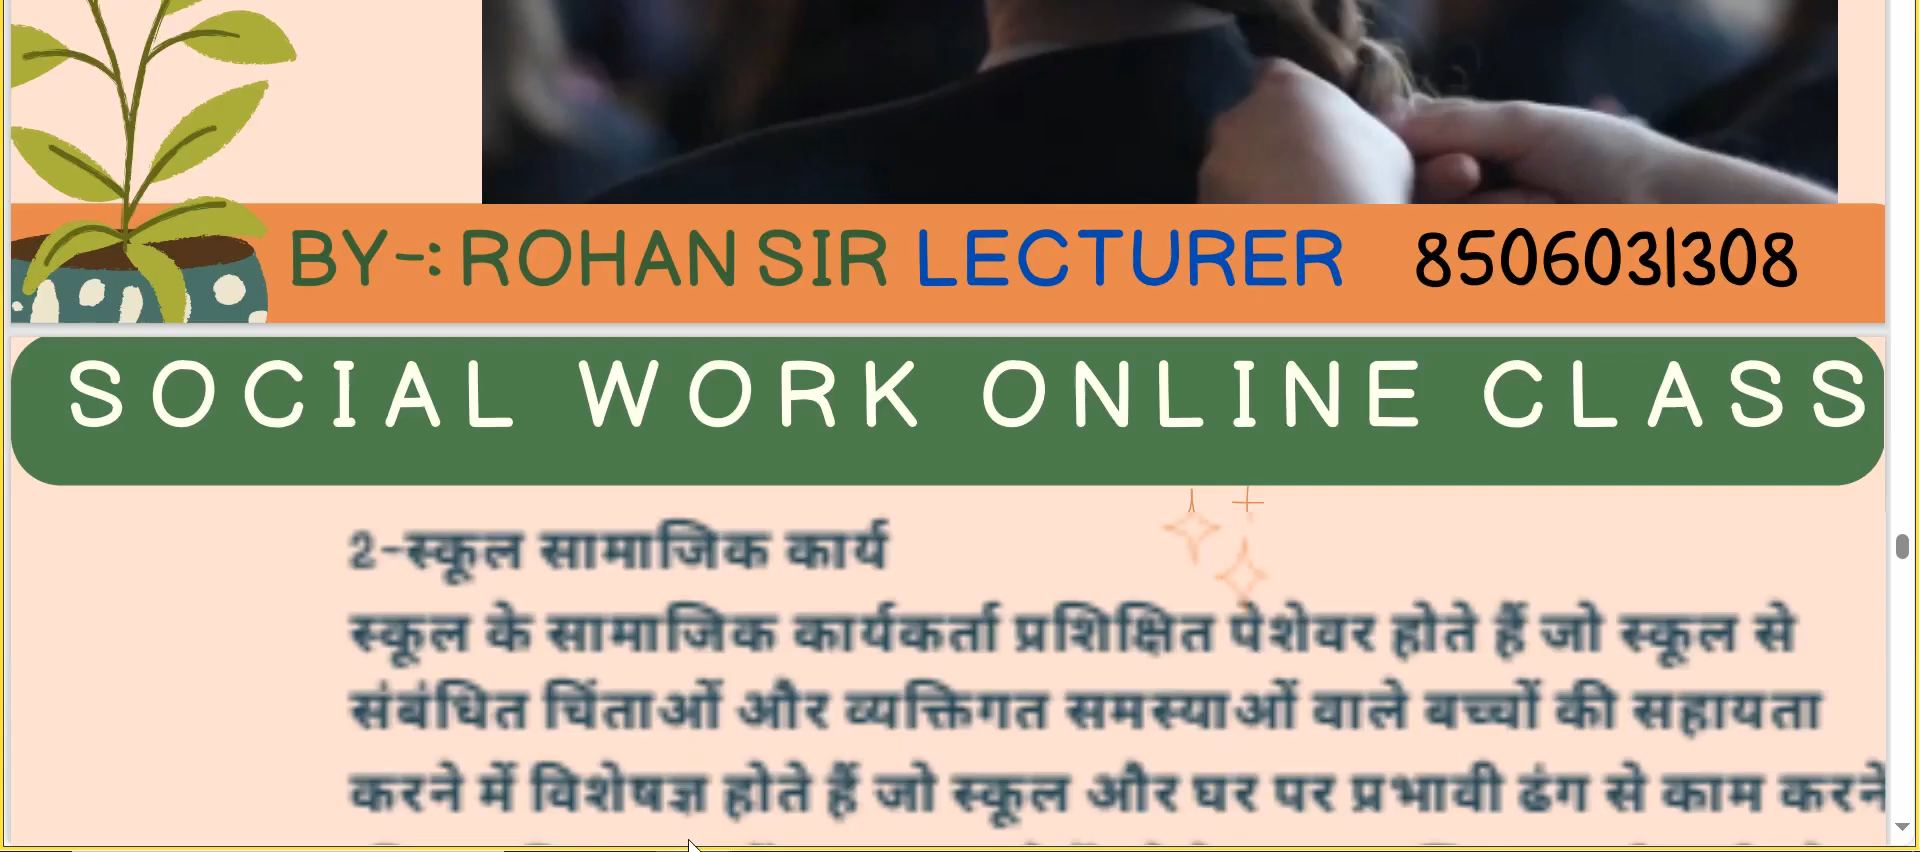 BY-: ROHAN SIR LECTURER 8506031308
SOCIAL WORK ONLINE CLASS
2-स्कूल सामाजिक कार्य
स्कूल के सामाजिक कार्यकर्ता प्रशिक्षित पेशेवर होते हैं जो स्कूल से
संबंधित चिंताओं और व्यक्तिगत समस्याओं वाले बच्चों की सहायता
करने में विशेषज्ञ होते हैं जो स्कूल और घर पर प्रभावी ढंग से काम करने